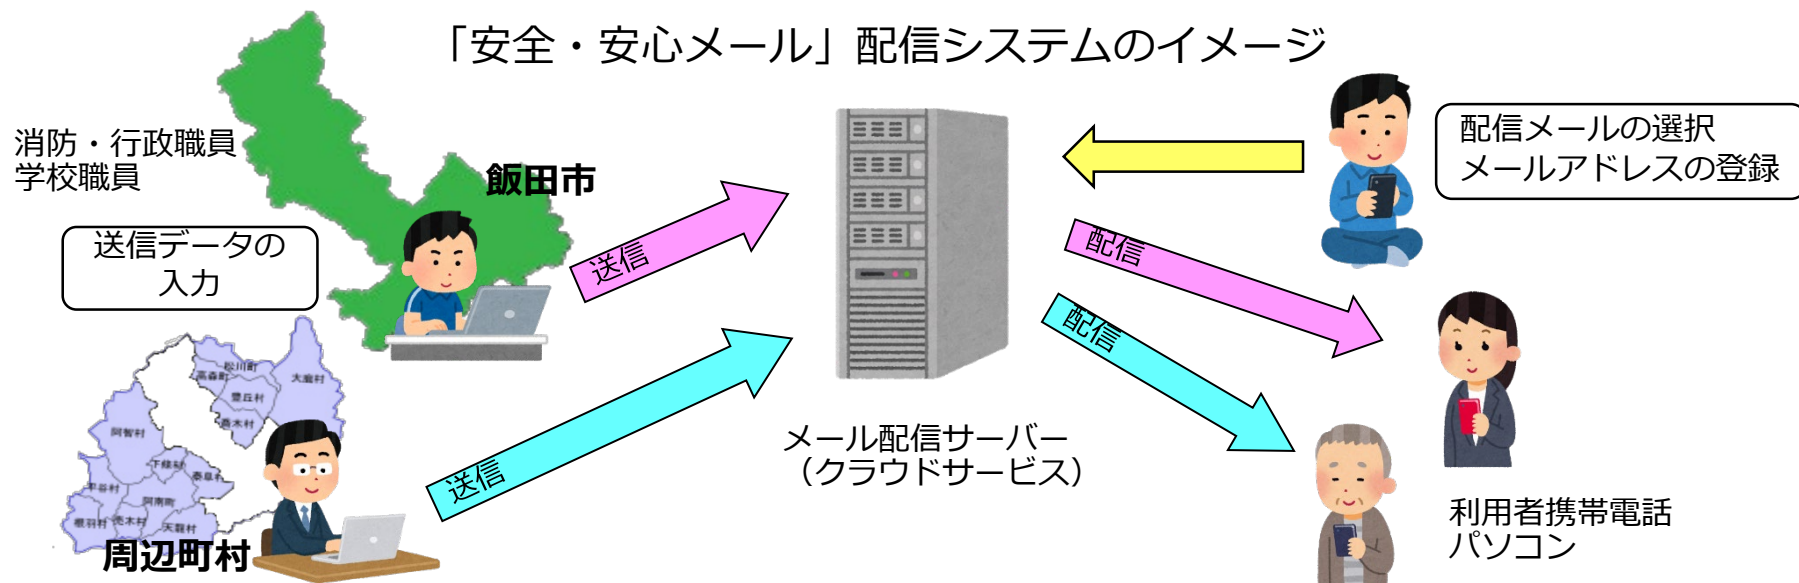 「安全・安心メール」配信システムのイメージ
消防・行政職員
学校職員
飯田市
送信データの
入力
送信
送信
配信
配信
配信メールの選択
メールアドレスの登録
メール配信サーバー
（クラウドサービス）
利用者携帯電話
パソコン
松川町
高森町
大鹿村
豊丘村
喬木村
阿智村
下條村
泰阜村
平谷村
阿南町
根羽村
売木村
天龍村
周辺町村